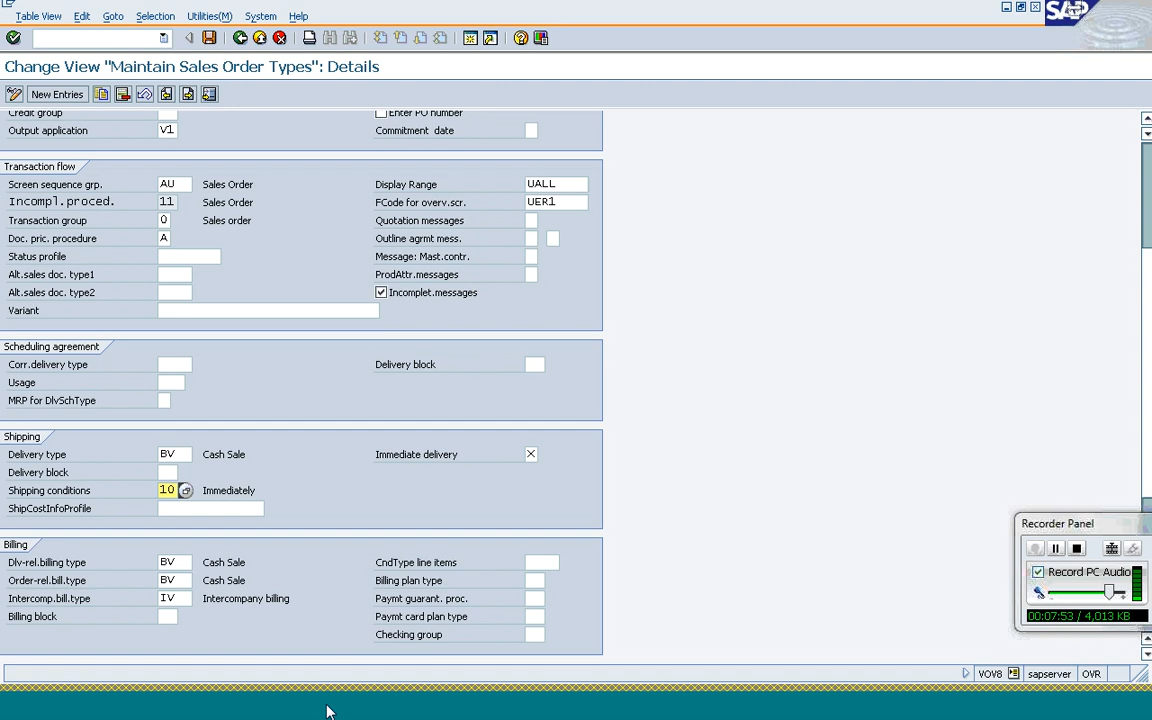 Table View Edit Goto Selection Utilities(M) System Help
SAP
Change View "Maintain Sales Order Types": Details
New Entries
Credit group Enter PO number
Output application V1 Commitment date
Transaction flow
Screen sequence grp. AU Sales Order Display Range UALL
Incompl.proced. 11 Sales Order FCode for overv.scr. UER1
Transaction group 0 Sales order Quotation messages
Doc. pric. procedure A Outline agrmt mess.
Status profile Message: Mast.contr.
Alt.sales doc. type1 ProdAttr.messages
Alt.sales doc. type2 Incomplet.messages
Variant
Scheduling agreement
Corr.delivery type Delivery block
Usage
MRP for DlvSchType
Shipping
Delivery type BV Cash Sale Immediate delivery X
Delivery block
Shipping conditions 10 Immediately
ShipCostInfoProfile
Billing
Dlv-rel.billing type BV Cash Sale CndType line items
Order-rel.bill.type BV Cash Sale Billing plan type
Intercomp.bill.type IV Intercompany billing Paymt guarant. proc.
Billing block Paymt card plan type
Checking group
Recorder Panel
Record PC Audio
00:07:53 / 4,013 KB
VOV8 sapserver OVR